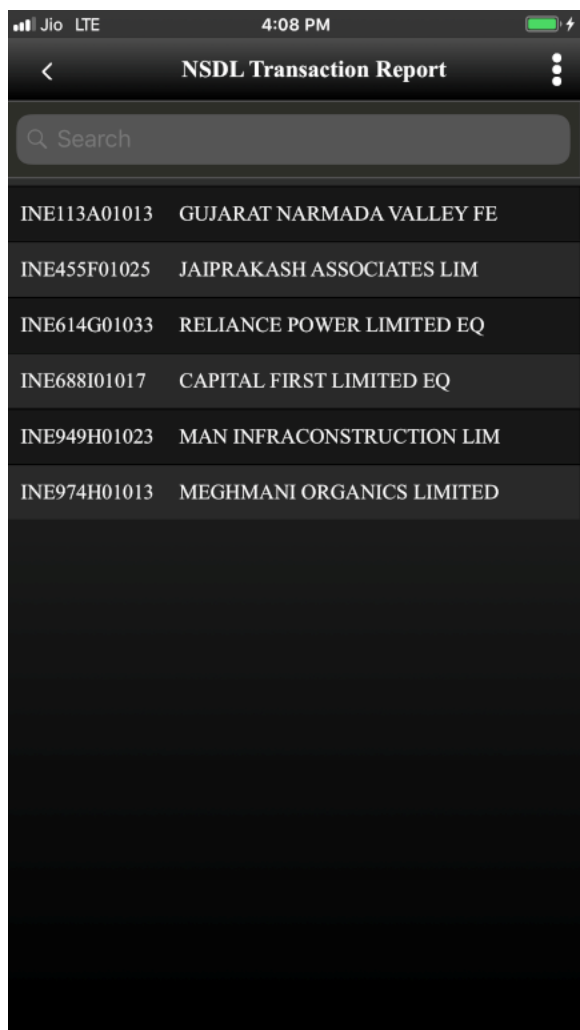 Jio LTE 4:08 PM
NSDL Transaction Report
Search
INE113A01013 GUJARAT NARMADA VALLEY FE
INE455F01025 JAIPRAKASH ASSOCIATES LIM
INE614G01033 RELIANCE POWER LIMITED EQ
INE688I01017 CAPITAL FIRST LIMITED EQ
INE949H01023 MAN INFRACONSTRUCTION LIM
INE974H01013 MEGHMANI ORGANICS LIMITED